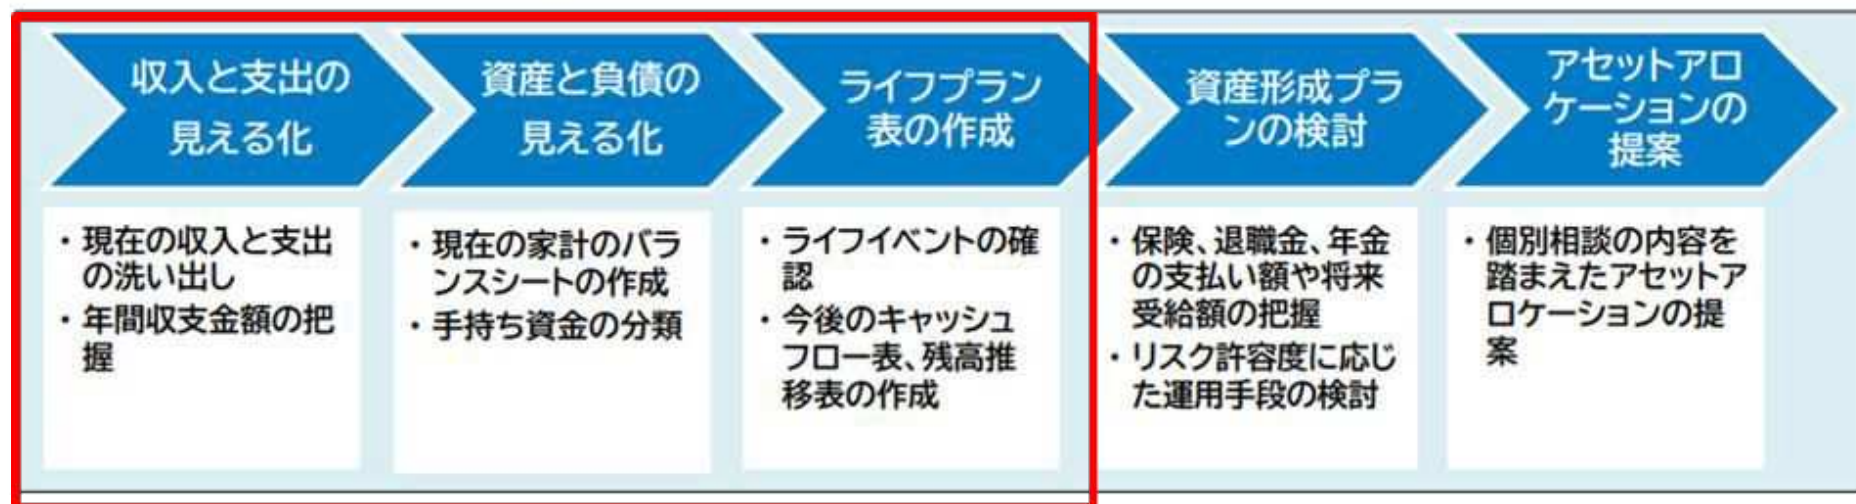 収入と支出の
見える化
資産と負債の
見える化
ライフプラン
表の作成
資産形成プラ
ンの検討
アセットアロ
ケーションの
提案
・現在の収入と支出
の洗い出し
・年間収支金額の把
握
・現在の家計のバラ
ンスシートの作成
・手持ち資金の分類
・ライフイベントの確
認
・今後のキャッシュ
フロー表、残高推
移表の作成
・保険、退職金、年金
の支払い額や将来
受給額の把握
・リスク許容度に応じ
た運用手段の検討
・個別相談の内容を
踏まえたアセットア
ロケーションの提
案